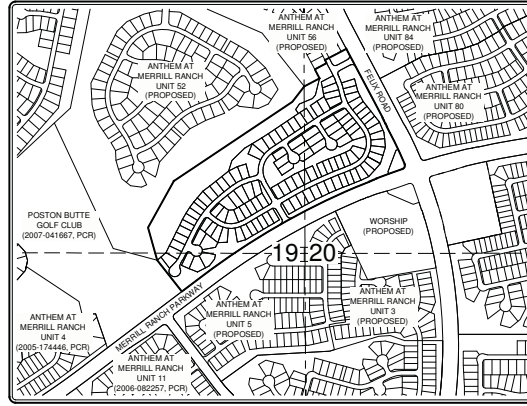 ANTHEM AT
MERRILL RANCH
UNIT 56
(PROPOSED)
ANTHEM AT
MERRILL RANCH
UNIT 84
(PROPOSED)
ANTHEM AT
MERRILL RANCH
UNIT 52
(PROPOSED)
FELIX ROAD
ANTHEM AT
MERRILL RANCH
UNIT 80
(PROPOSED)
POSTON BUTTE
GOLF CLUB
(2007-041667, PCR)
WORSHIP
(PROPOSED)
19 20
MERRILL RANCH PARKWAY
ANTHEM AT
MERRILL RANCH
UNIT 4
(2005-174446, PCR)
ANTHEM AT
MERRILL RANCH
UNIT 5
(PROPOSED)
ANTHEM AT
MERRILL RANCH
UNIT 3
(PROPOSED)
ANTHEM AT
MERRILL RANCH
UNIT 11
(2006-082257, PCR)